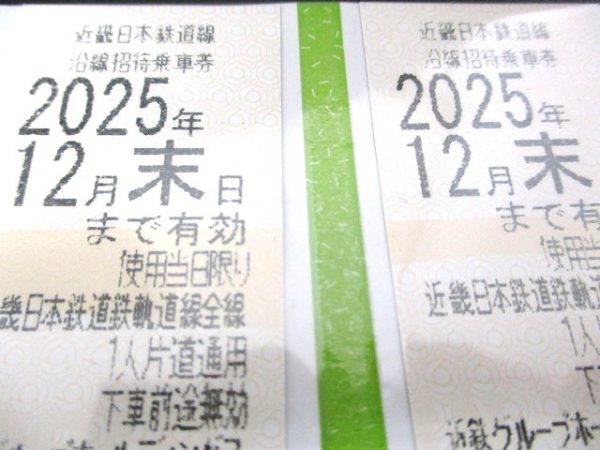 近畿日本鉄道線
沿線招待乗車券
2025年
12月末日
まで有効
使用当日限り
畿日本鉄道鉄軌道線全線
1人片道通用
下車前途無効
近畿日本鉄道線
沿線招待乗車券
2025年
12月末
まで有
使用当
近畿日本鉄道鉄軌道
1人片
下
近鉄グループホー